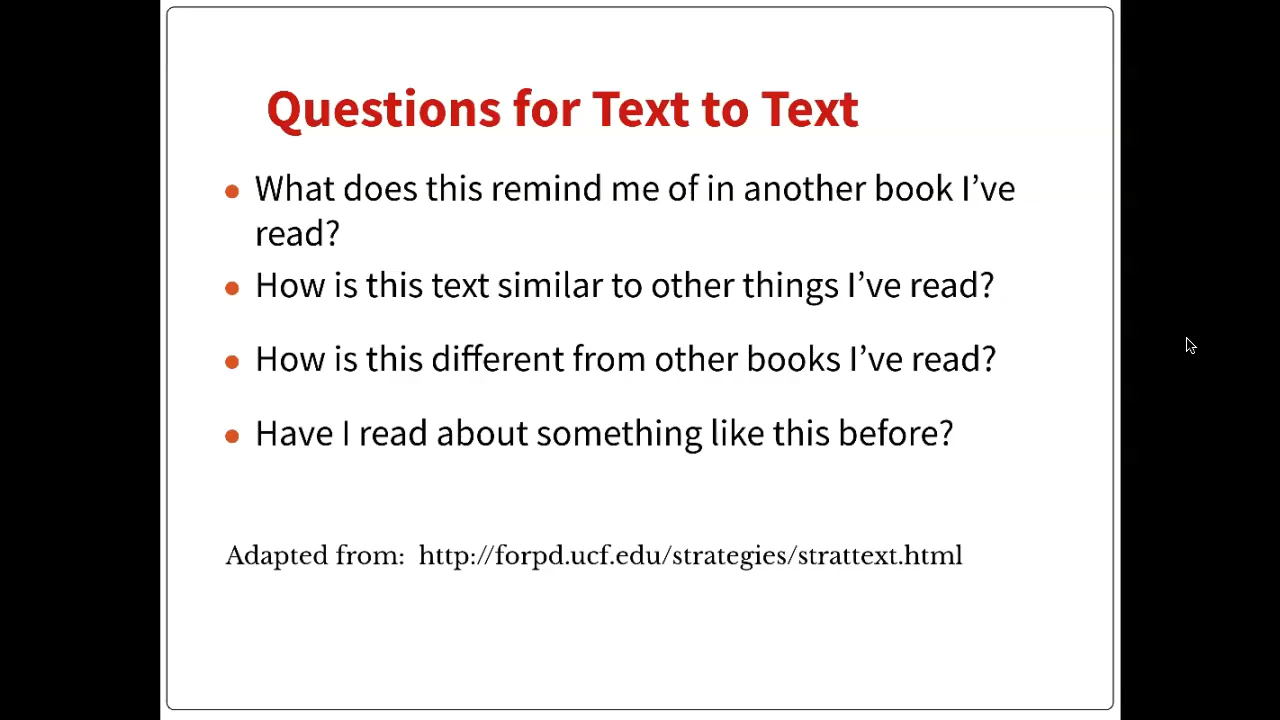 Questions for Text to Text
• What does this remind me of in another book I’ve
read?
• How is this text similar to other things I’ve read?
• How is this different from other books I’ve read?
• Have I read about something like this before?
Adapted from: http://forpd.ucf.edu/strategies/strattext.html